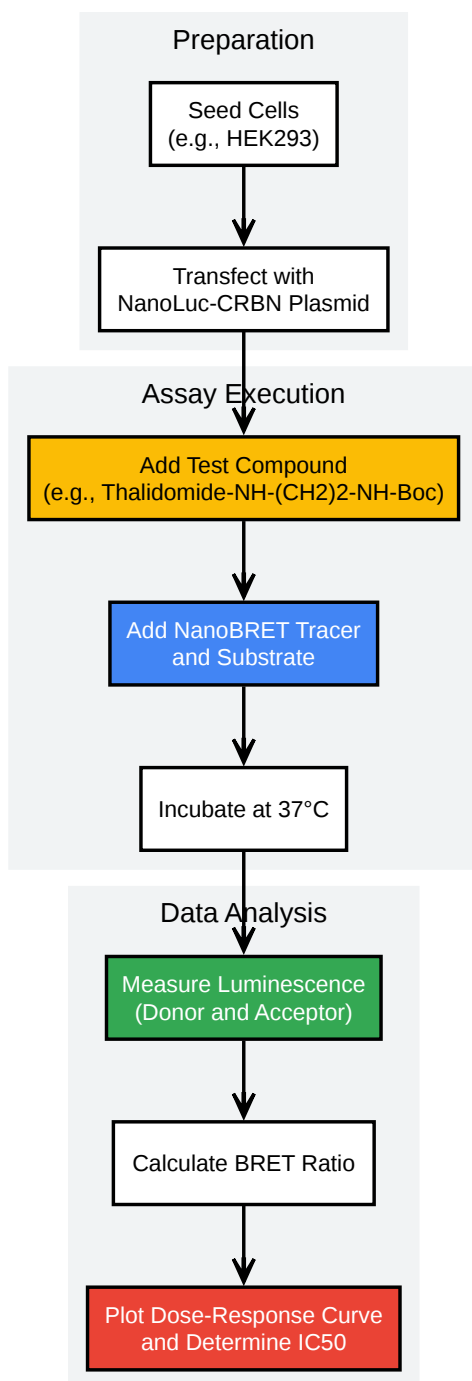 Preparation
Seed Cells
(e.g., HEK293)
Transfect with
NanoLuc-CRBN Plasmid
Assay Execution
Add Test Compound
(e.g., Thalidomide-NH-(CH2)2-NH-Boc)
Add NanoBRET Tracer
and Substrate
Incubate at 37°C
Data Analysis
Measure Luminescence
(Donor and Acceptor)
Calculate BRET Ratio
Plot Dose-Response Curve
and Determine IC50